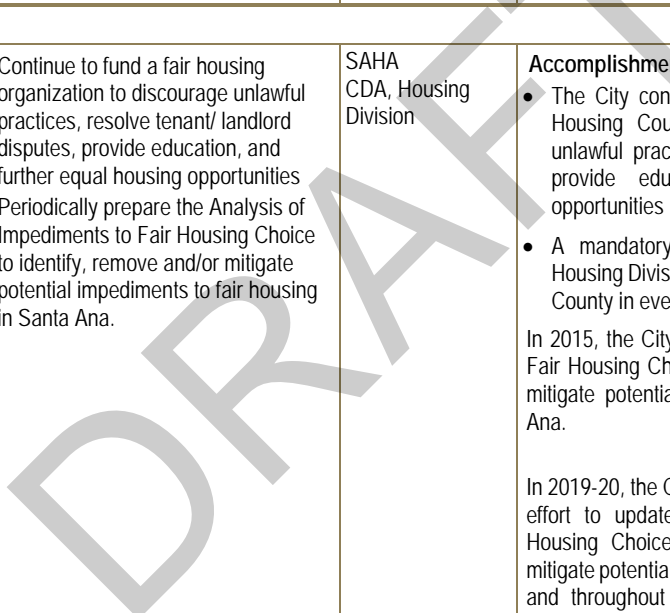 Continue to fund a fair housing
organization to discourage unlawful
practices, resolve tenant/ landlord
disputes, provide education, and
further equal housing opportunities
Periodically prepare the Analysis of
Impediments to Fair Housing Choice
to identify, remove and/or mitigate
potential impediments to fair housing
in Santa Ana.
SAHA
CDA, Housing
Division
Accomplishme
• The City con
Housing Cou
unlawful prac
provide edu
opportunities
• A mandatory
Housing Divis
County in eve
In 2015, the City
Fair Housing Ch
mitigate potentia
Ana.
In 2019-20, the C
effort to update
Housing Choice
mitigate potential
and throughout
DRAFT